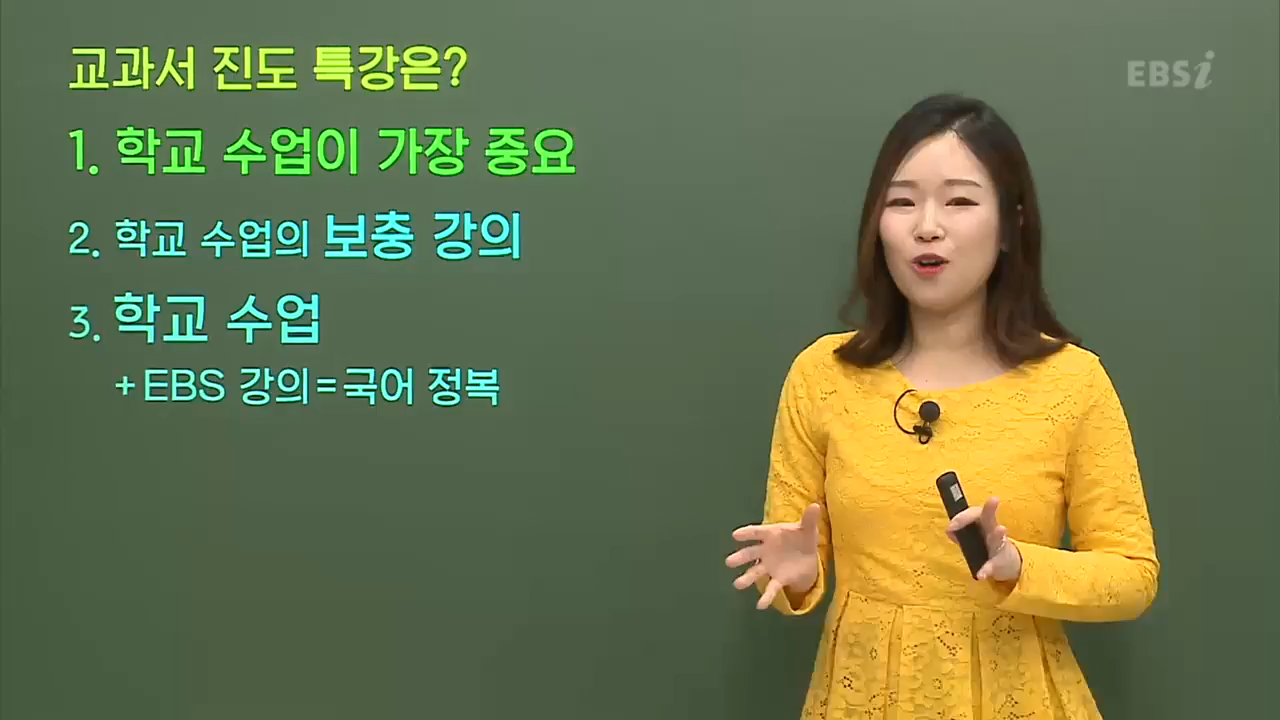 교과서 진도 특강은?
EBSi
1. 학교 수업이 가장 중요
2. 학교 수업의 보충 강의
3. 학교 수업
+EBS 강의=국어 정복